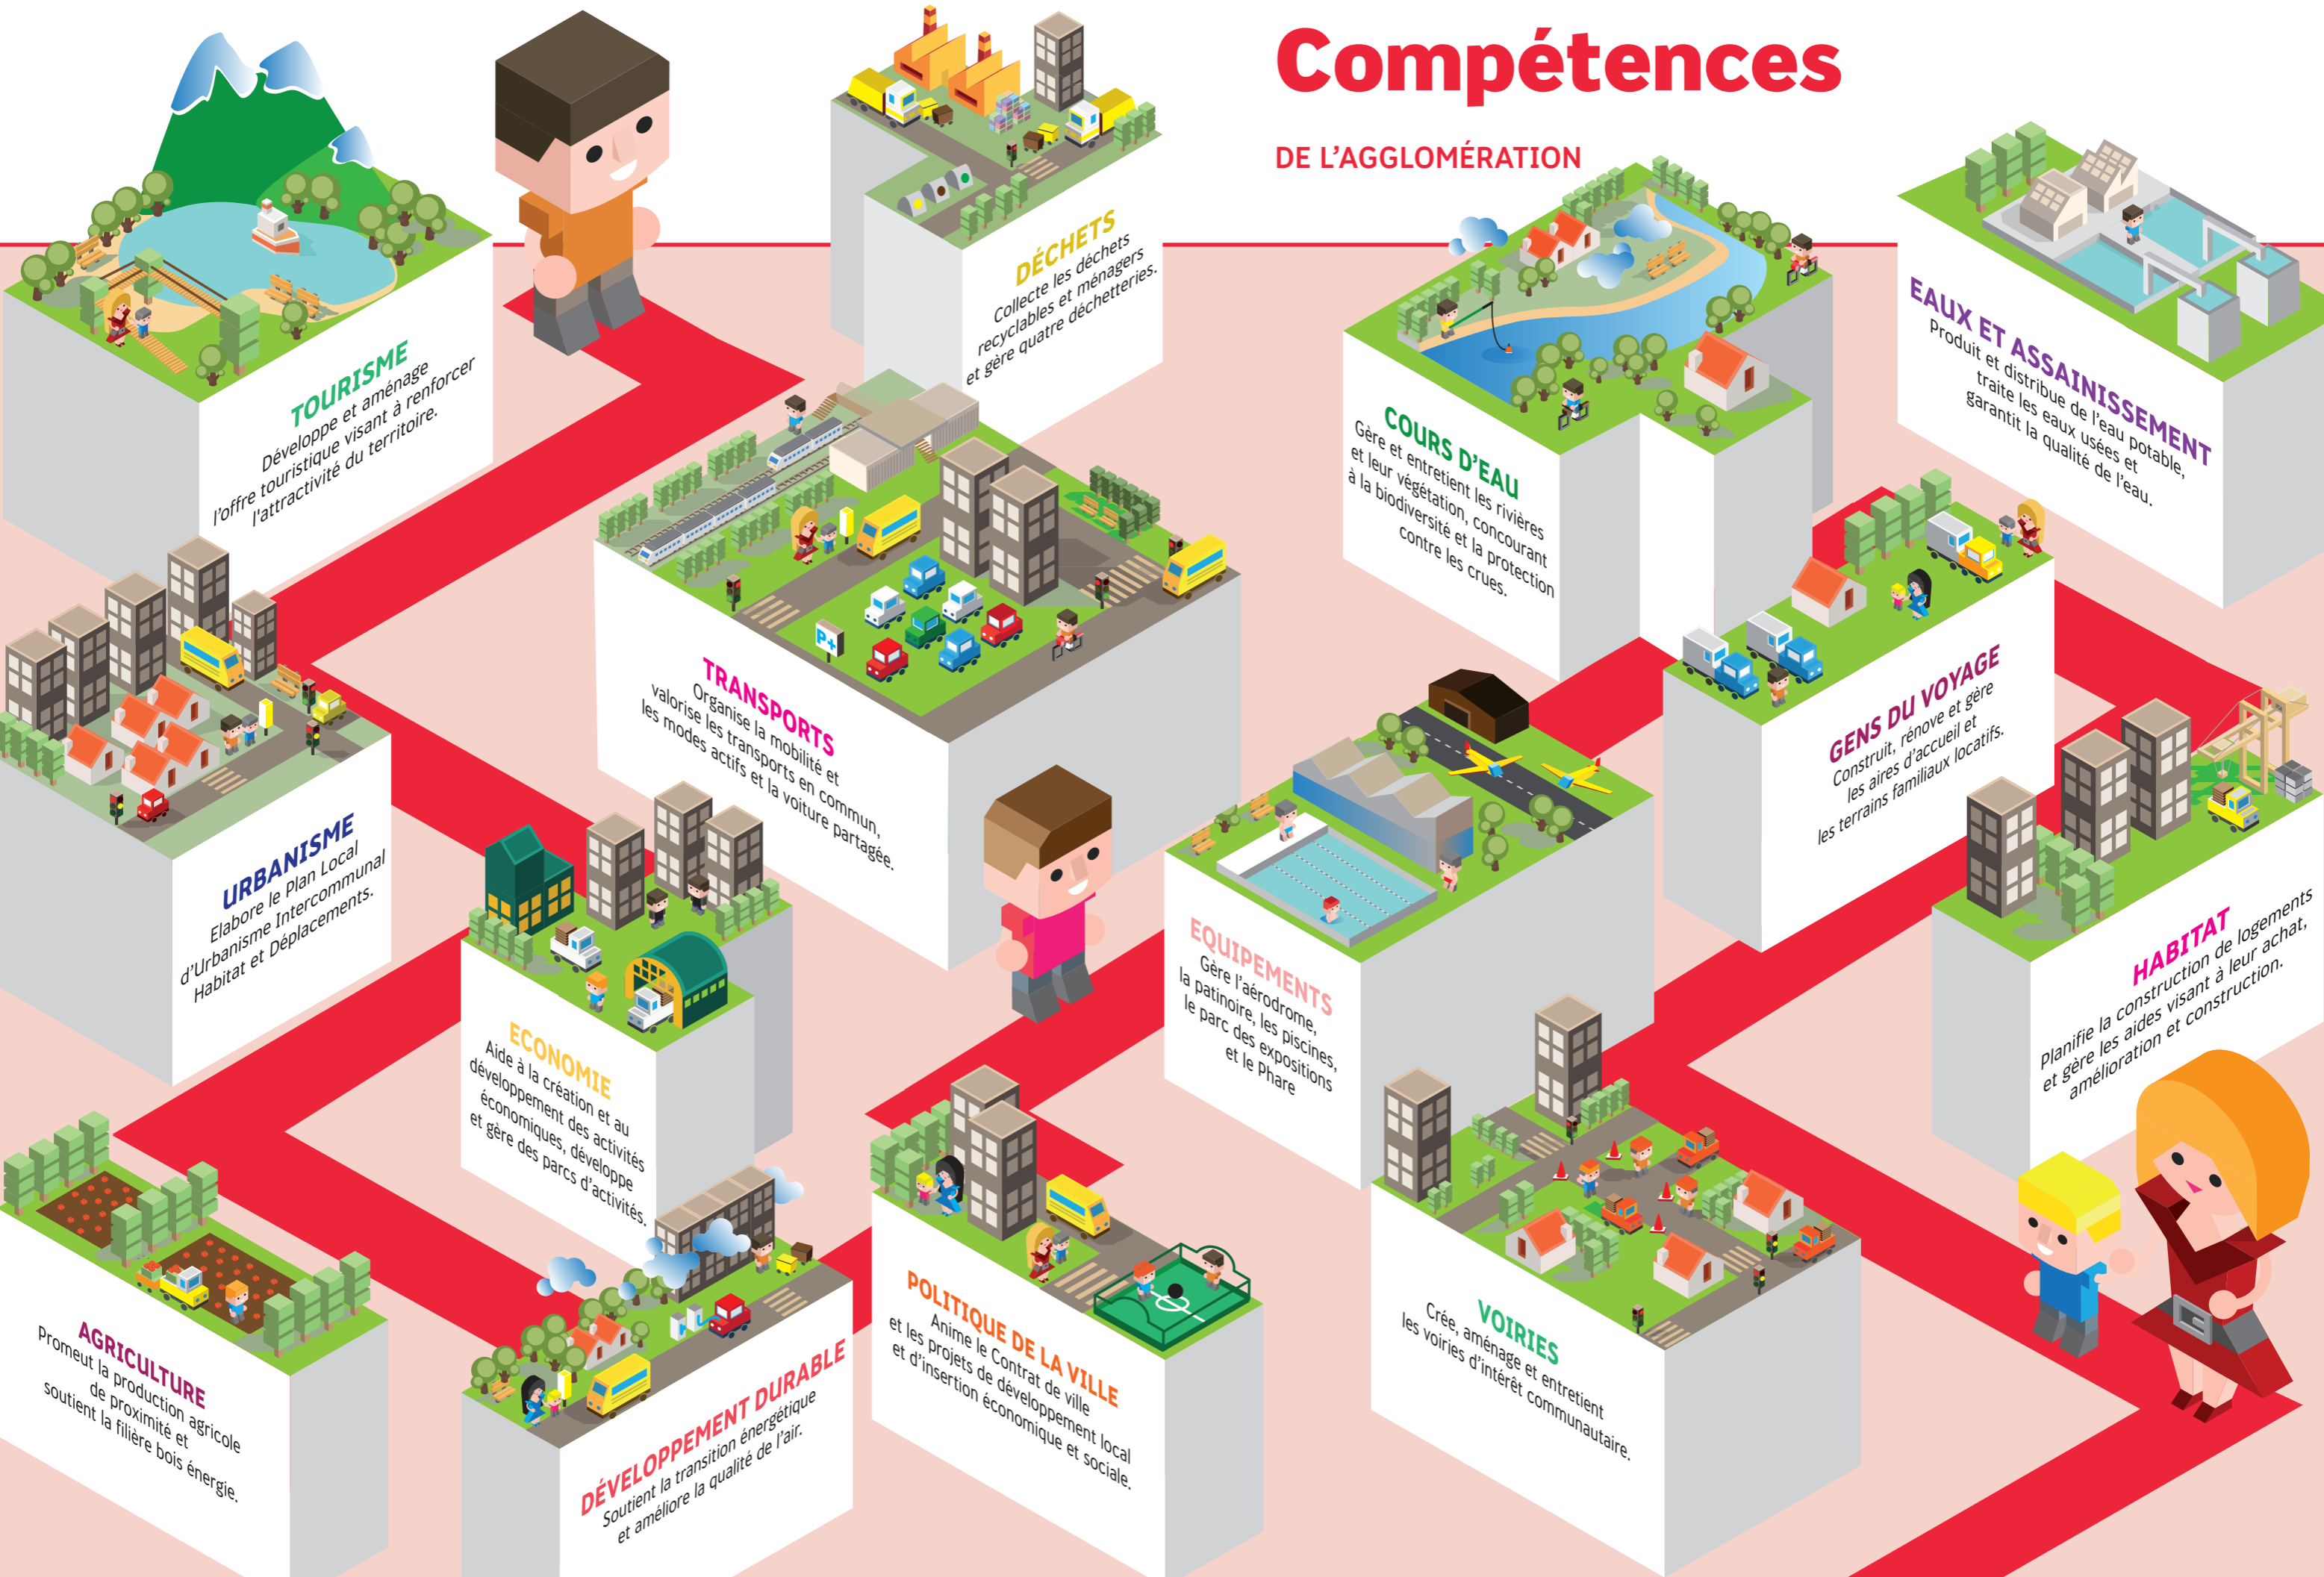 Compétences
DE L'AGGLOMÉRATION
TOURISME
Développe et aménage
l'offre touristique visant à renforcer
l'attractivité du territoire.
DÉCHETS
Collecte les déchets
recyclables et ménagers
et gère quatre déchetteries.
COURS D'EAU
Gère et entretient les rivières
et leur végétation, concourant
à la biodiversité et la protection
contre les crues.
EAUX ET ASSAINISSEMENT
Produit et distribue de l'eau potable,
traite les eaux usées et
garantit la qualité de l'eau.
TRANSPORTS
Organise la mobilité et
valorise les transports en commun,
les modes actifs et la voiture partagée.
P+
GENS DU VOYAGE
Construit, rénove et gère
les aires d'accueil et
les terrains familiaux locatifs.
URBANISME
Elabore le Plan Local
d'Urbanisme Intercommunal
Habitat et Déplacements.
ECONOMIE
Aide à la création et au
développement des activités
économiques, développe
et gère des parcs d'activités.
EQUIPEMENTS
Gère l'aérodrome,
la patinoire, les piscines,
le parc des expositions
et le Phare
HABITAT
Planifie la construction de logements
et gère les aides visant à leur achat,
amélioration et construction.
AGRICULTURE
Promeut la production agricole
de proximité et
soutient la filière bois énergie.
DÉVELOPPEMENT DURABLE
Soutient la transition énergétique
et améliore la qualité de l'air.
POLITIQUE DE LA VILLE
Anime le Contrat de ville
et les projets de développement local
et d'insertion économique et sociale.
VOIRIES
Crée, aménage et entretient
les voiries d'intérêt communautaire.